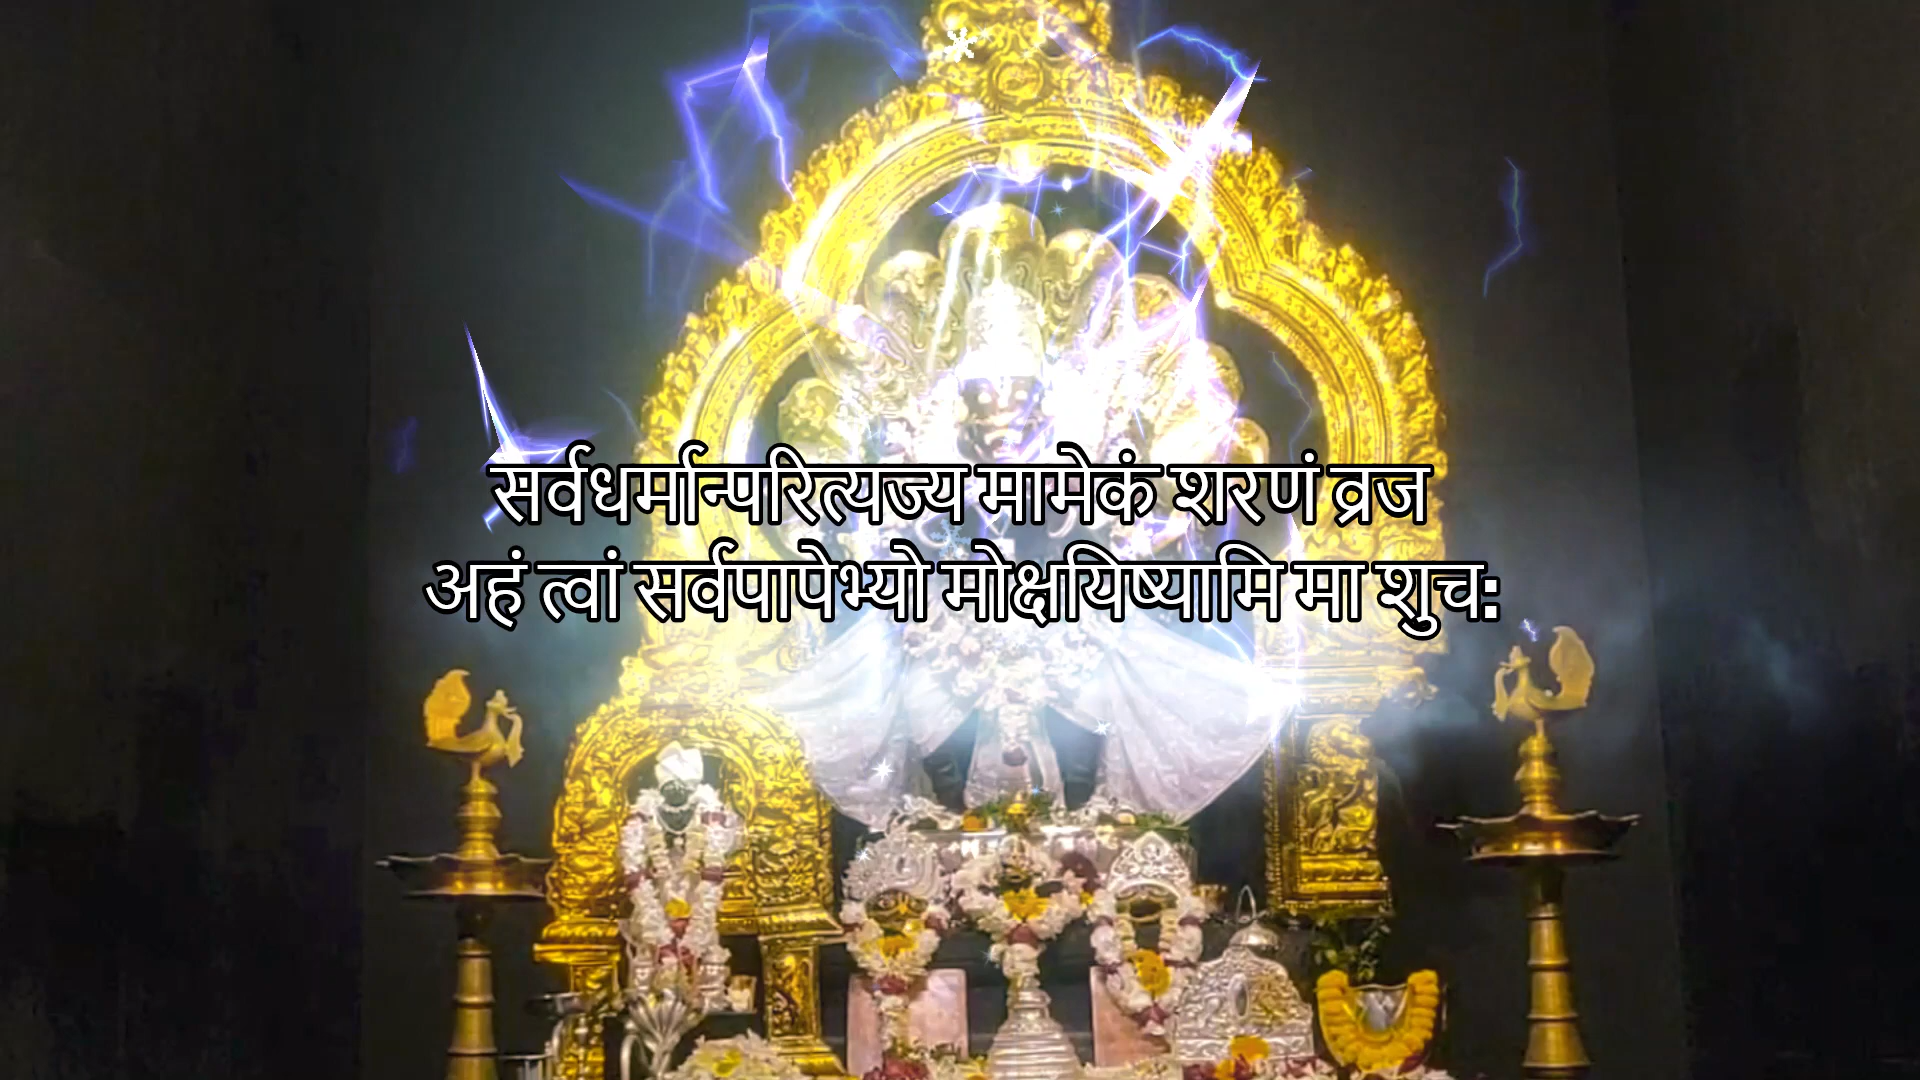 सर्वधर्मान्परित्यज्य मामेकं शरणं व्रज
अहं त्वां सर्वपापेभ्यो मोक्षयिष्यामि मा शुचः